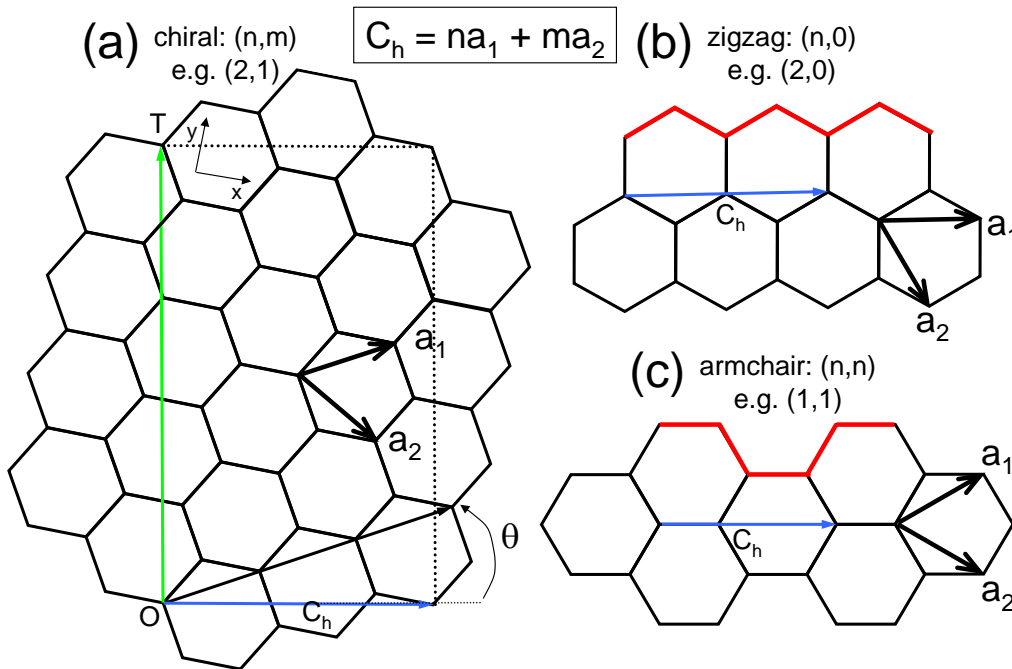 (a) chiral: (n,m)
e.g. (2,1)
C_h = na_1 + ma_2
T
y
x
a_1
a_2
θ
O
C_h
(b) zigzag: (n,0)
e.g. (2,0)
C_h
a_1
a_2
(c) armchair: (n,n)
e.g. (1,1)
a_1
C_h
a_2